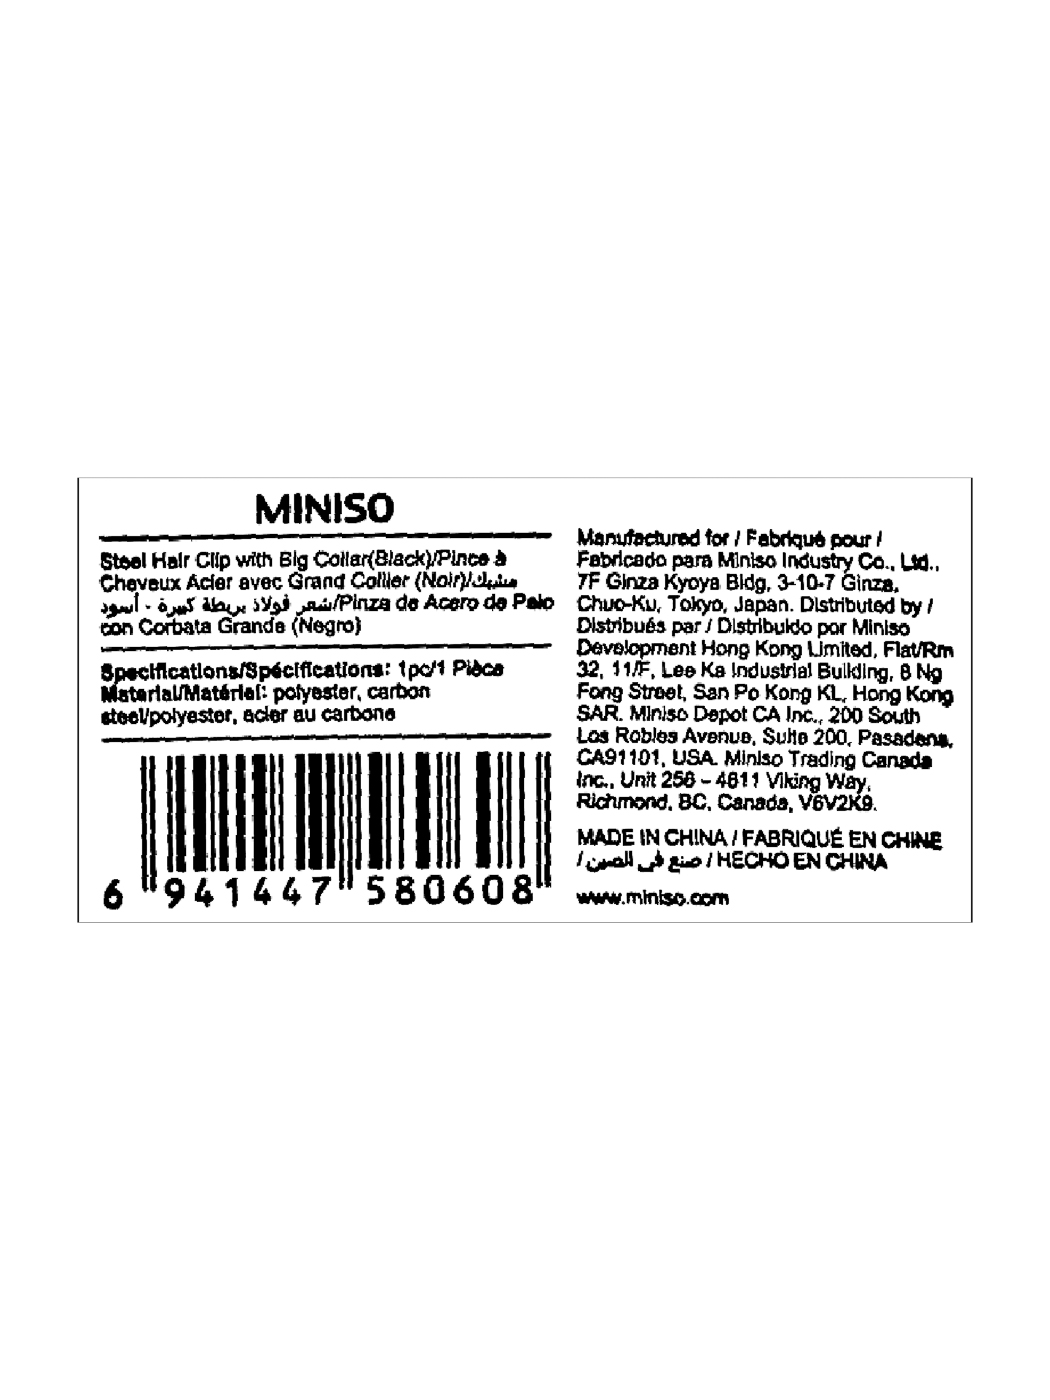 MINISO
Steel Hair Clip with Big Collar(Black)/Pince à
Cheveux Acier avec Grand Collier (Noir)/مشبك
شعر فولاذ بربطة كبيرة - أسود/Pinza de Acero de Pelo
con Corbata Grande (Negro)
Specifications/Spécifications: 1pc/1 Pièce
Material/Matériel: polyester, carbon
steel/polyester, acier au carbone
6 941447 580608
Manufactured for / Fabriqué pour /
Fabricado para Miniso Industry Co., Ltd.,
7F Ginza Kyoya Bldg, 3-10-7 Ginza,
Chuo-Ku, Tokyo, Japan. Distributed by /
Distribués par / Distribuido por Miniso
Development Hong Kong Limited, Flat/Rm
32, 11/F, Lee Ka Industrial Building, 8 Ng
Fong Street, San Po Kong KL, Hong Kong
SAR. Miniso Depot CA Inc., 200 South
Los Robles Avenue, Suite 200, Pasadena,
CA91101, USA. Miniso Trading Canada
Inc., Unit 256 – 4611 Viking Way,
Richmond, BC, Canada, V6V2K9.
MADE IN CHINA / FABRIQUÉ EN CHINE
/ صنع في الصين / HECHO EN CHINA
www.miniso.com